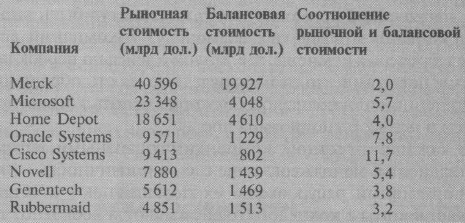 Рыночная Балансовая Соотношение
стоимость стоимость рыночной и балансовой
Компания (млрд дол.) (млрд дол.) стоимости
Merck 40 596 19 927 2,0
Microsoft 23 348 4 048 5,7
Home Depot 18 651 4 610 4,0
Oracle Systems 9 571 1 229 7,8
Cisco Systems 9 413 802 11,7
Novell 7 880 1 439 5,4
Genentech 5 612 1 469 3,8
Rubbermaid 4 851 1 513 3,2